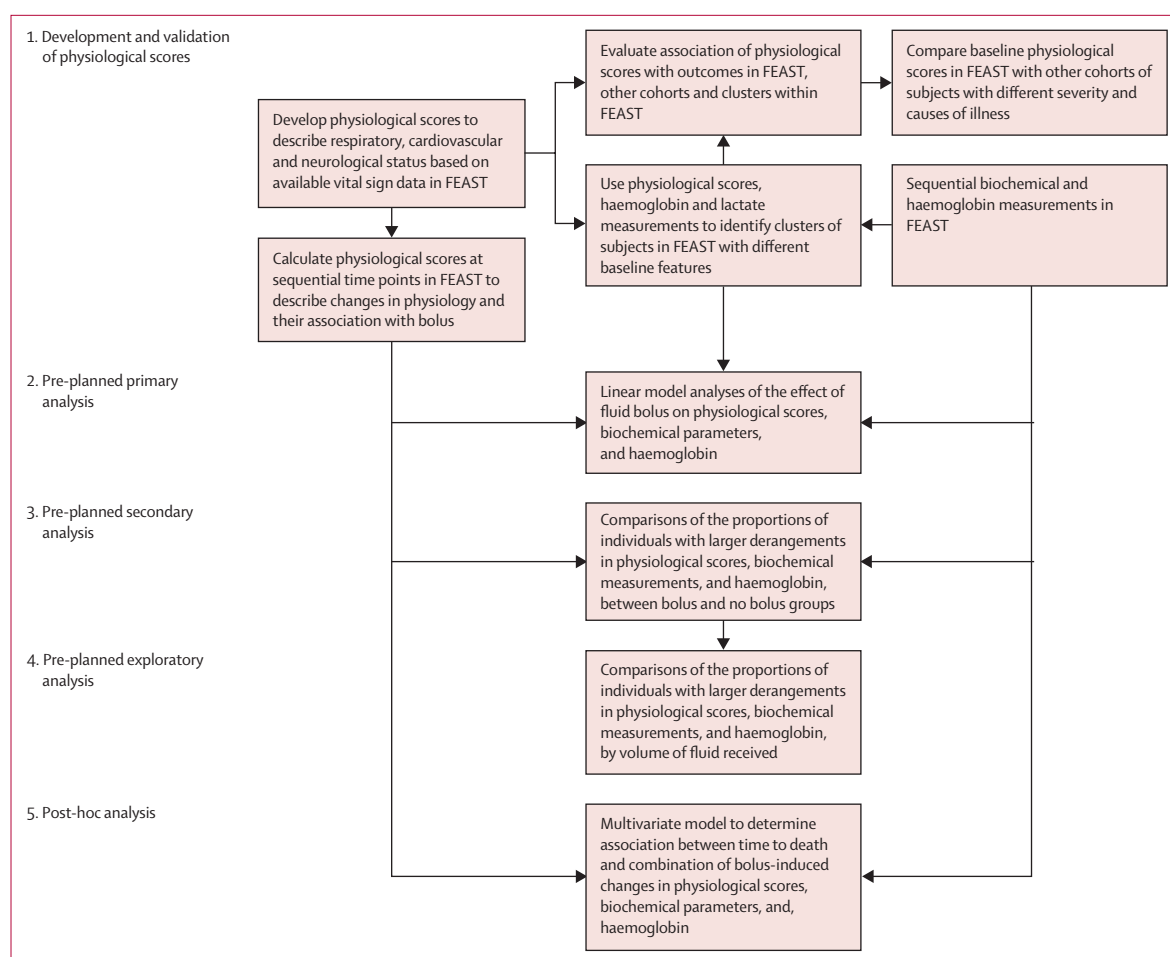 1. Development and validation
of physiological scores
Develop physiological scores to
describe respiratory, cardiovascular
and neurological status based on
available vital sign data in FEAST
Evaluate association of physiological
scores with outcomes in FEAST,
other cohorts and clusters within
FEAST
Compare baseline physiological
scores in FEAST with other cohorts of
subjects with different severity and
causes of illness
Calculate physiological scores at
sequential time points in FEAST to
describe changes in physiology and
their association with bolus
Use physiological scores,
haemoglobin and lactate
measurements to identify clusters of
subjects in FEAST with different
baseline features
Sequential biochemical and
haemoglobin measurements in
FEAST
2. Pre-planned primary
analysis
Linear model analyses of the effect of
fluid bolus on physiological scores,
biochemical parameters,
and haemoglobin
3. Pre-planned secondary
analysis
Comparisons of the proportions of
individuals with larger derangements
in physiological scores, biochemical
measurements, and haemoglobin,
between bolus and no bolus groups
4. Pre-planned exploratory
analysis
Comparisons of the proportions of
individuals with larger derangements
in physiological scores, biochemical
measurements, and haemoglobin,
by volume of fluid received
5. Post-hoc analysis
Multivariate model to determine
association between time to death
and combination of bolus-induced
changes in physiological scores,
biochemical parameters, and,
haemoglobin